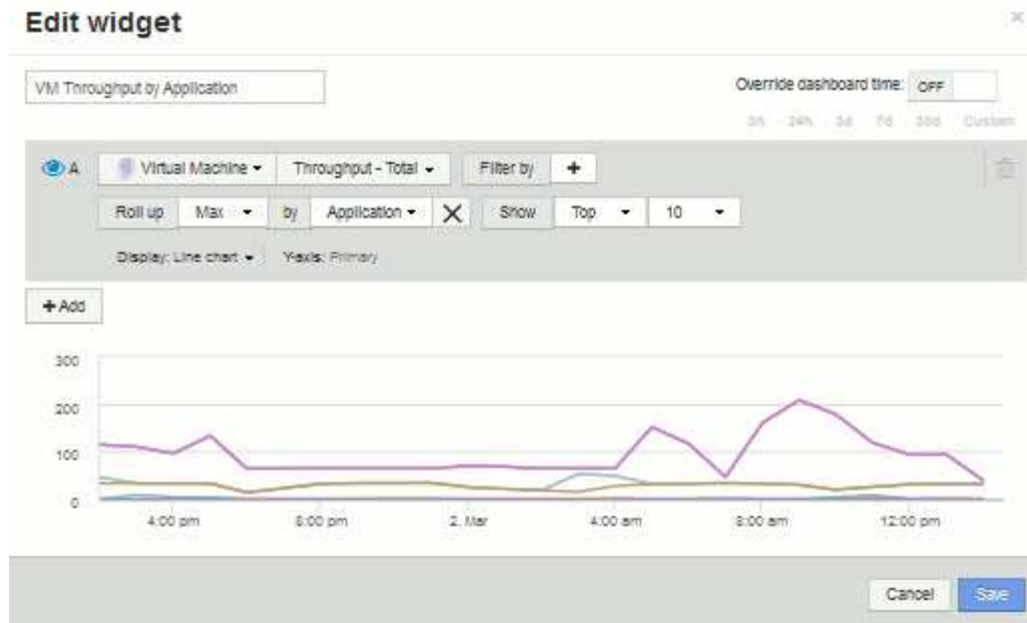 Edit widget
VM Throughput by Application
Override dashboard time: OFF
3h 24h 3d 7d 30d Custom
A Virtual Machine Throughput - Total Filter by +
Roll up Max by Application X Show Top 10
Display: Line chart Y-axis: Primary
+ Add
300
200
100
0
4:00 pm 8:00 pm 2. Mar 4:00 am 8:00 am 12:00 pm
Cancel Save